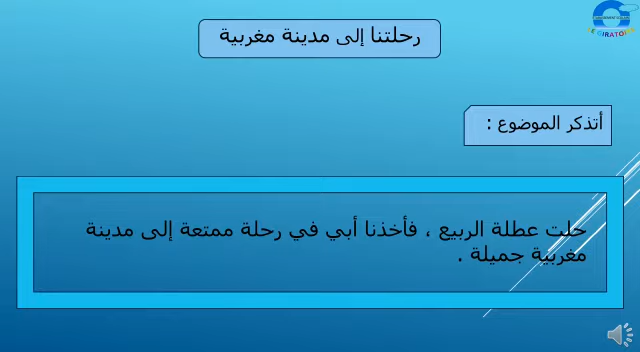 رحلتنا إلى مدينة مغربية
أتذكر الموضوع :
حلت عطلة الربيع ، فأخذنا أبي في رحلة ممتعة إلى مدينة
مغربية جميلة .